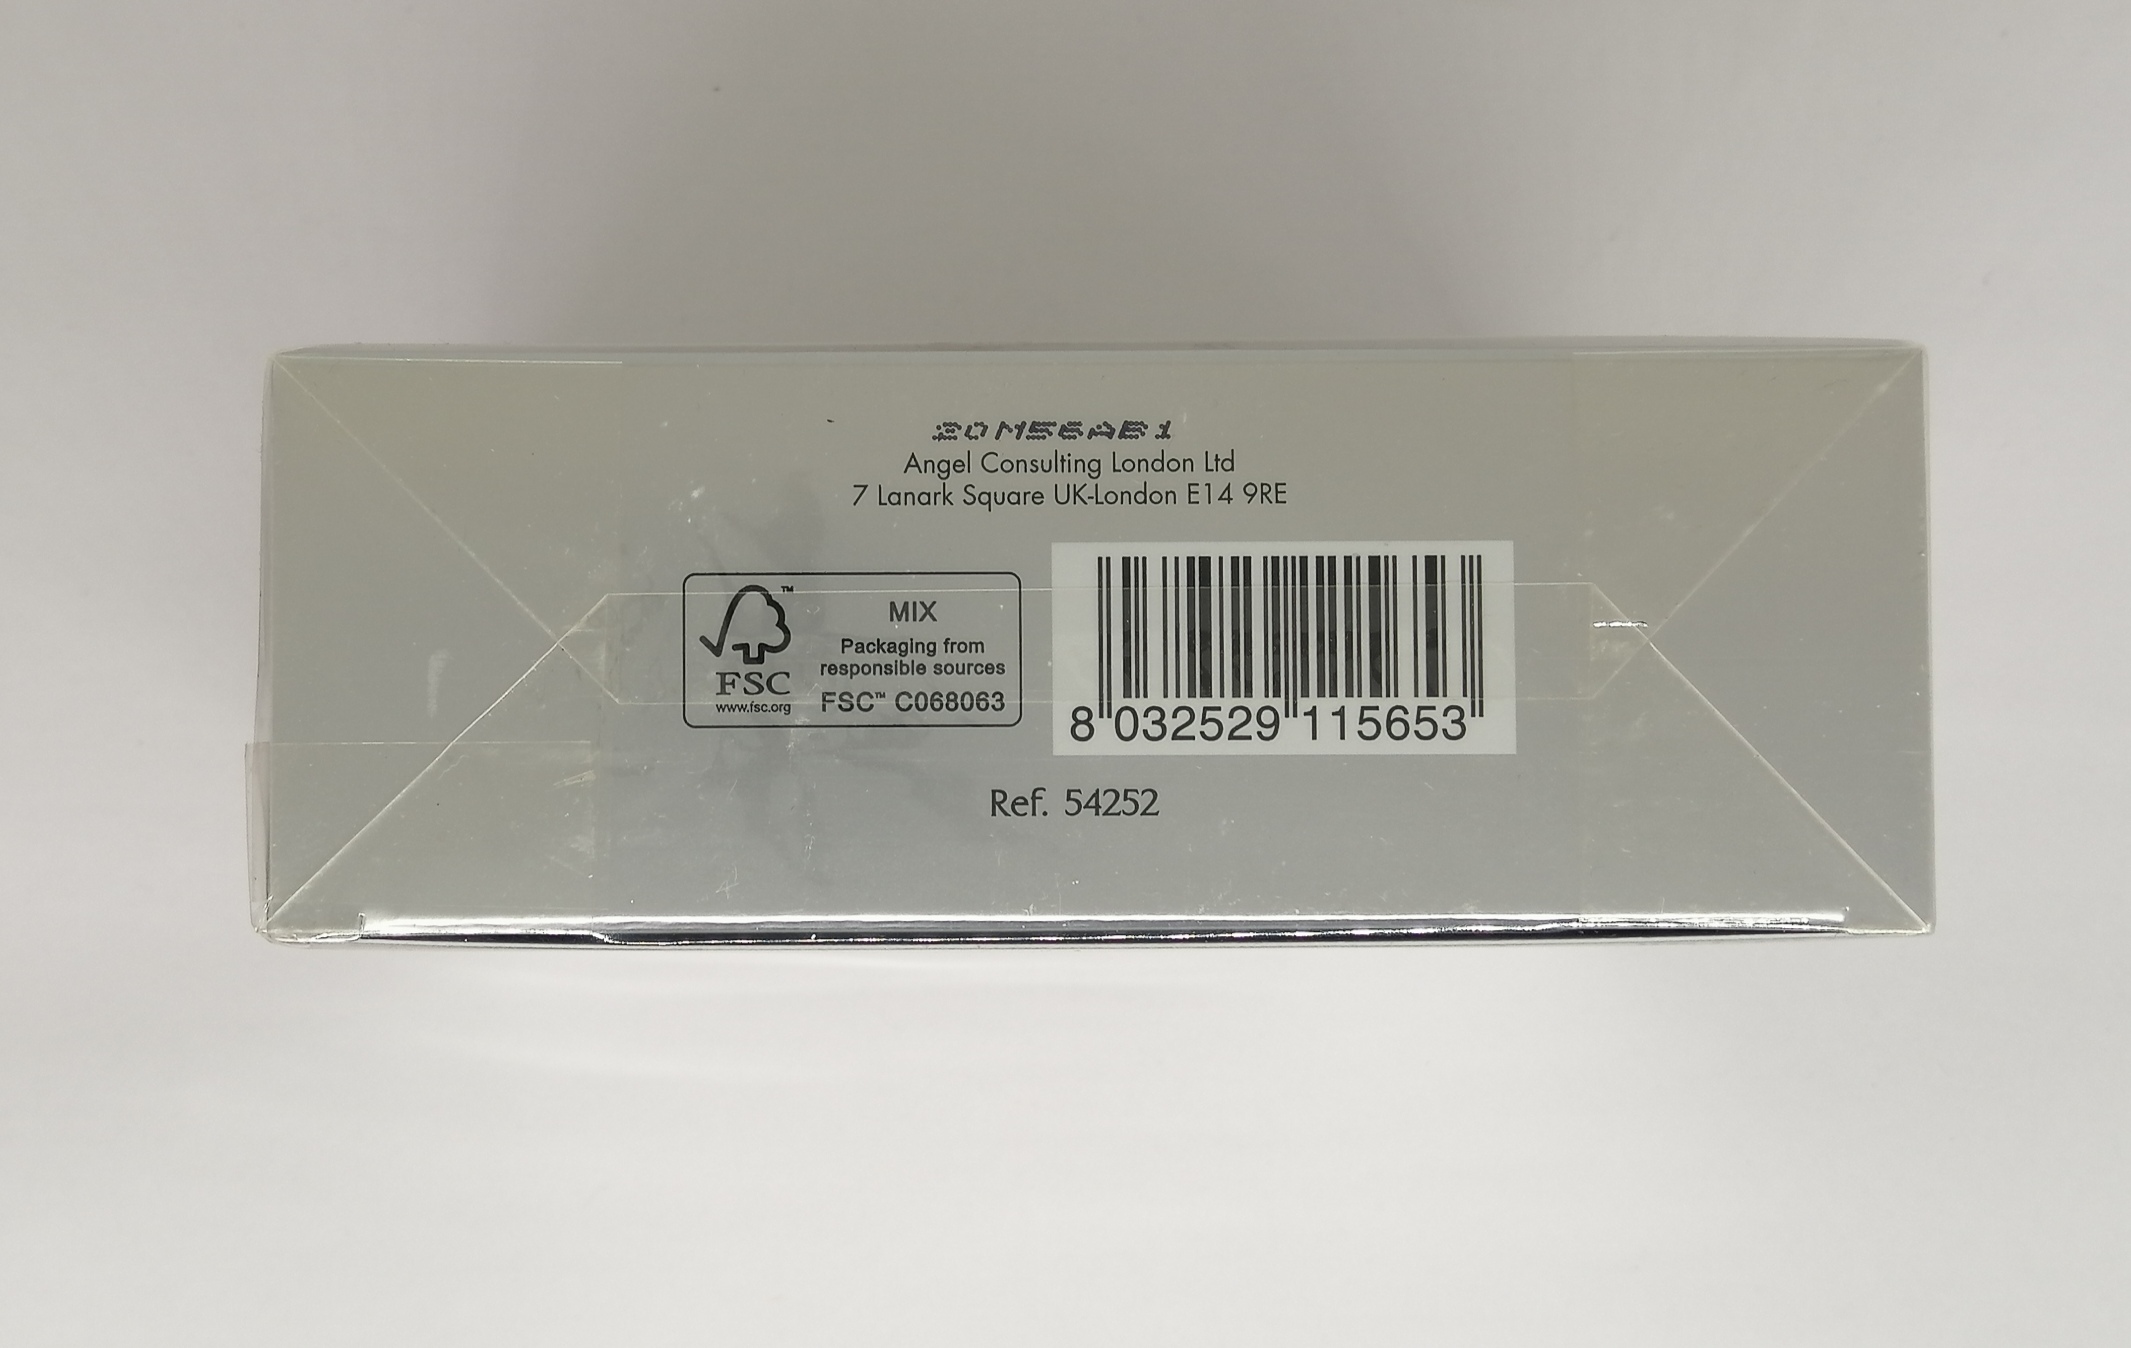 Angel Consulting London Ltd
7 Lanark Square UK-London E14 9RE
™
FSC
www.fsc.org
MIX
Packaging from
responsible sources
FSC™ C068063
8 032529 115653
Ref. 54252